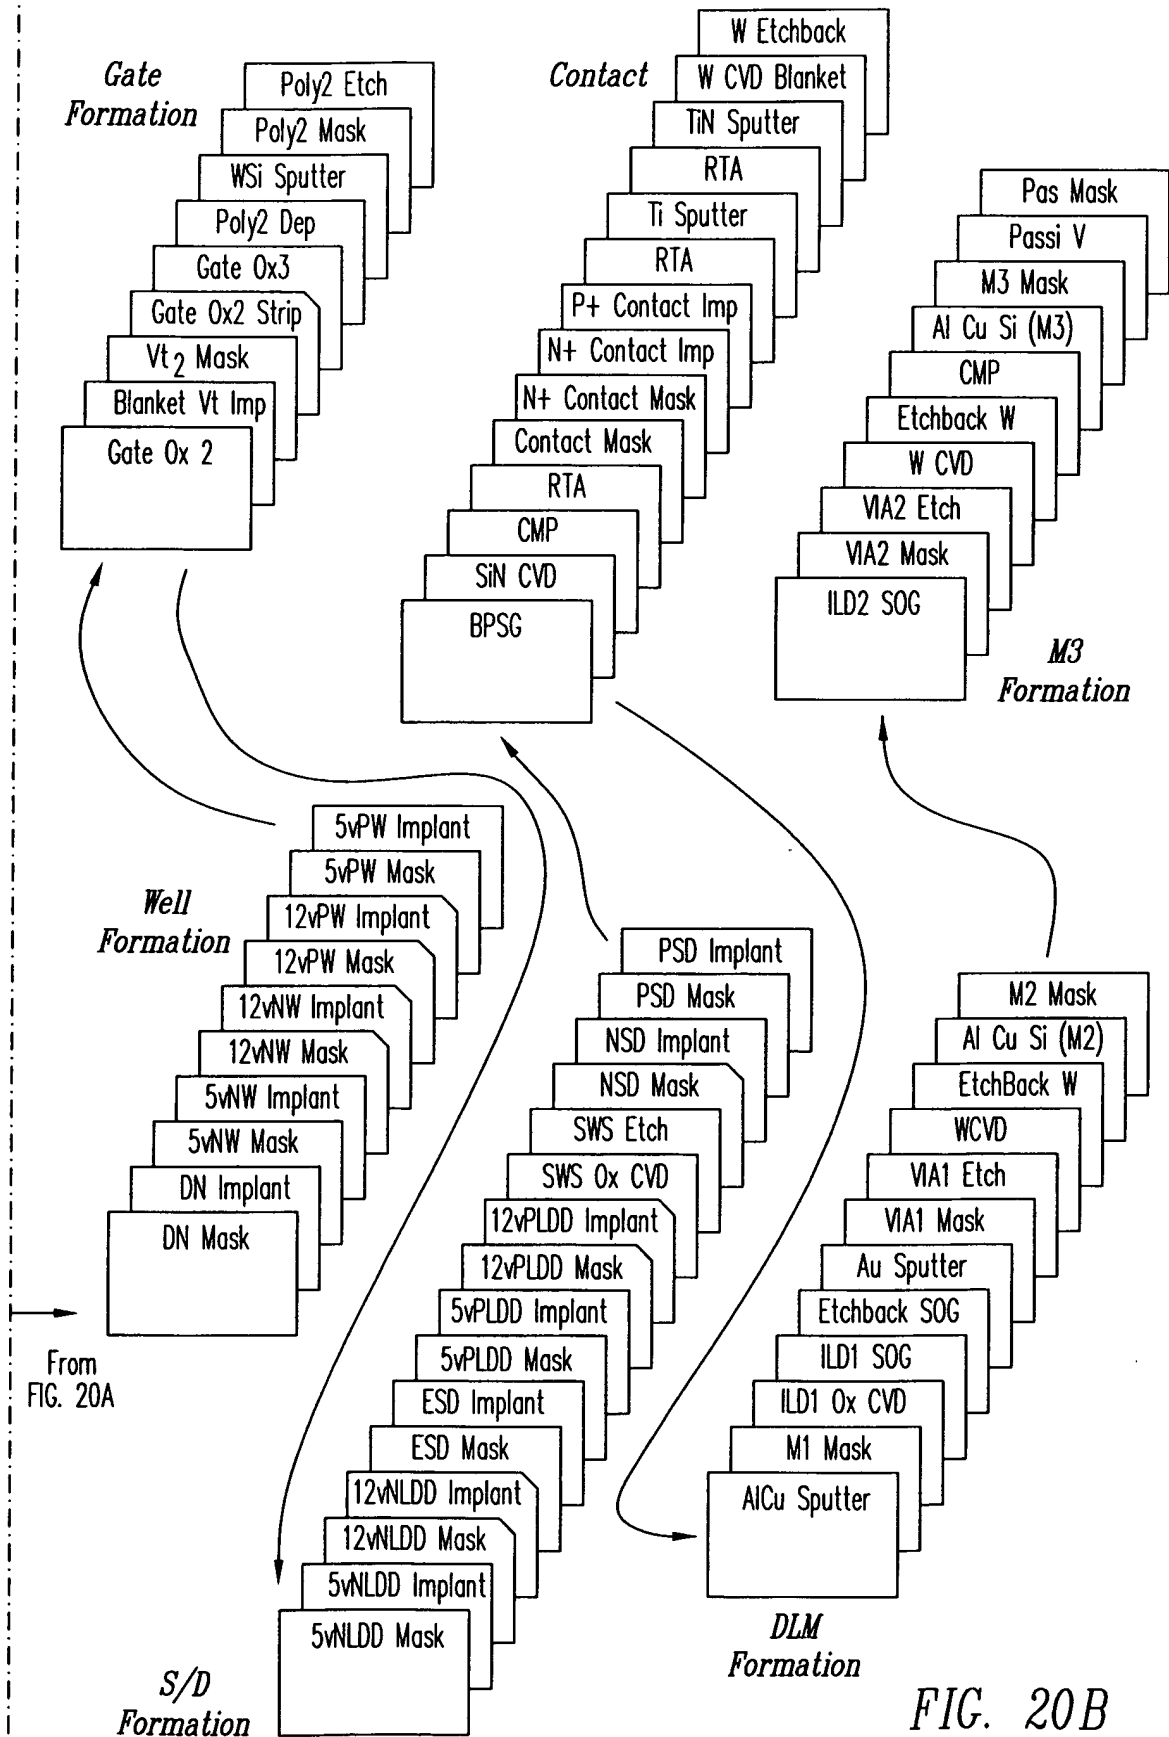 Gate
Formation
Poly2 Etch
Poly2 Mask
WSi Sputter
Poly2 Dep
Gate Ox3
Gate Ox2 Strip
Vt2 Mask
Blanket Vt Imp
Gate Ox 2
Contact
W Etchback
W CVD Blanket
TiN Sputter
RTA
Ti Sputter
RTA
P+ Contact Imp
N+ Contact Imp
N+ Contact Mask
Contact Mask
RTA
CMP
SiN CVD
BPSG
Pas Mask
Passi V
M3 Mask
Al Cu Si (M3)
CMP
Etchback W
W CVD
VIA2 Etch
VIA2 Mask
ILD2 SOG
M3
Formation
Well
Formation
5vPW Implant
5vPW Mask
12vPW Implant
12vPW Mask
12vNW Implant
12vNW Mask
5vNW Implant
5vNW Mask
DN Implant
DN Mask
From
FIG. 20A
PSD Implant
PSD Mask
NSD Implant
NSD Mask
SWS Etch
SWS Ox CVD
12vPLDD Implant
12vPLDD Mask
5vPLDD Implant
5vPLDD Mask
ESD Implant
ESD Mask
12vNLDD Implant
12vNLDD Mask
5vNLDD Implant
5vNLDD Mask
S/D
Formation
M2 Mask
Al Cu Si (M2)
EtchBack W
WCVD
VIA1 Etch
VIA1 Mask
Au Sputter
Etchback SOG
ILD1 SOG
ILD1 Ox CVD
M1 Mask
AlCu Sputter
DLM
Formation
FIG. 20B